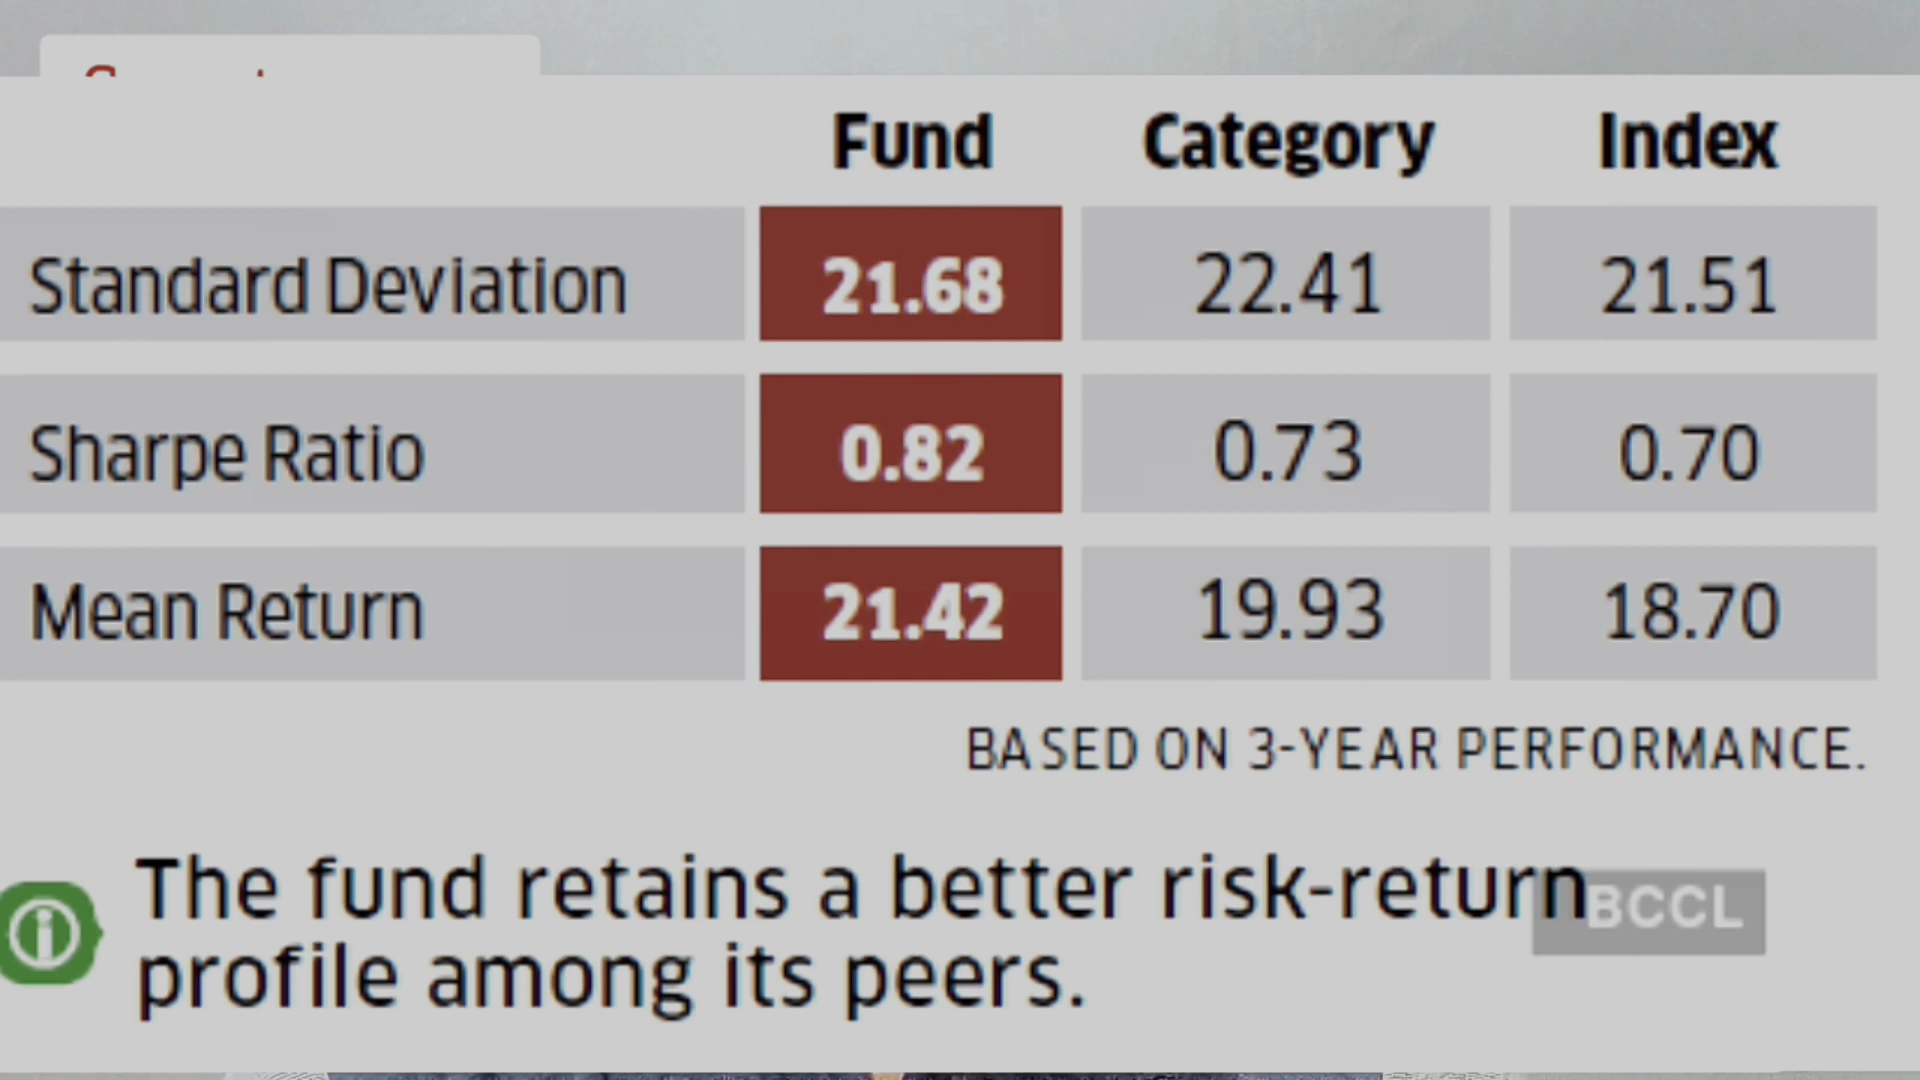 Fund Category Index
Standard Deviation 21.68 22.41 21.51
Sharpe Ratio 0.82 0.73 0.70
Mean Return 21.42 19.93 18.70
BASED ON 3-YEAR PERFORMANCE.
The fund retains a better risk-return
BCCL
profile among its peers.